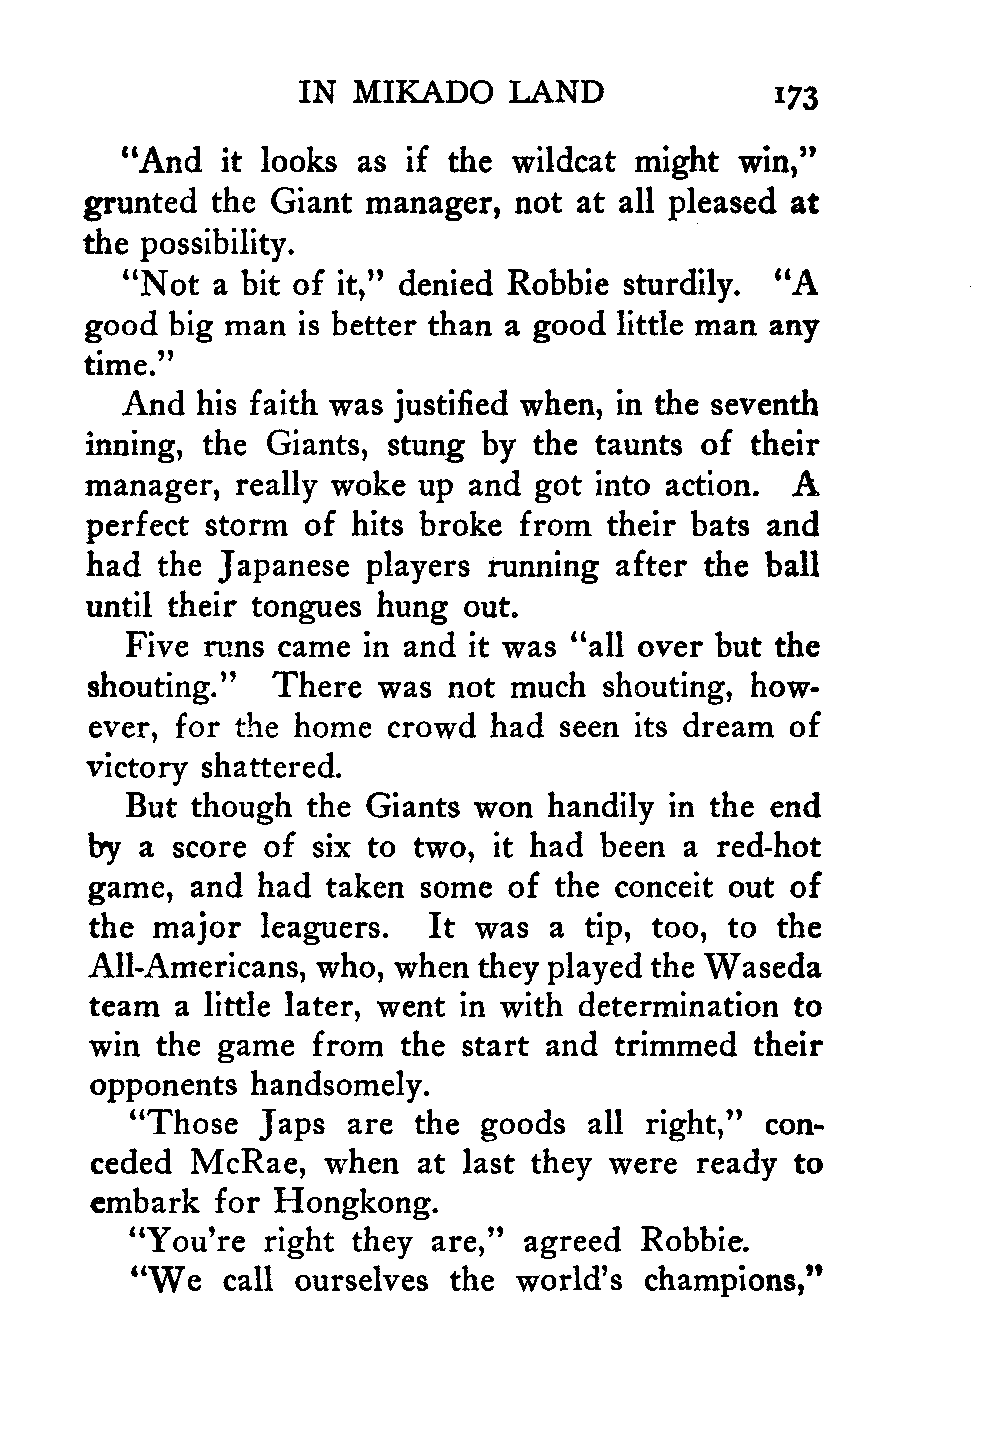 IN MIKADO LAND 173
"And it looks as if the wildcat might win,"
grunted the Giant manager, not at all pleased at
the possibility.
"Not a bit of it," denied Robbie sturdily. "A
good big man is better than a good little man any
time."
And his faith was justified when, in the seventh
inning, the Giants, stung by the taunts of their
manager, really woke up and got into action. A
perfect storm of hits broke from their bats and
had the Japanese players running after the ball
until their tongues hung out.
Five runs came in and it was "all over but the
shouting." There was not much shouting, how-
ever, for the home crowd had seen its dream of
victory shattered.
But though the Giants won handily in the end
by a score of six to two, it had been a red-hot
game, and had taken some of the conceit out of
the major leaguers. It was a tip, too, to the
All-Americans, who, when they played the Waseda
team a little later, went in with determination to
win the game from the start and trimmed their
opponents handsomely.
"Those Japs are the goods all right," con-
ceded McRae, when at last they were ready to
embark for Hongkong.
"You're right they are," agreed Robbie.
"We call ourselves the world's champions,"